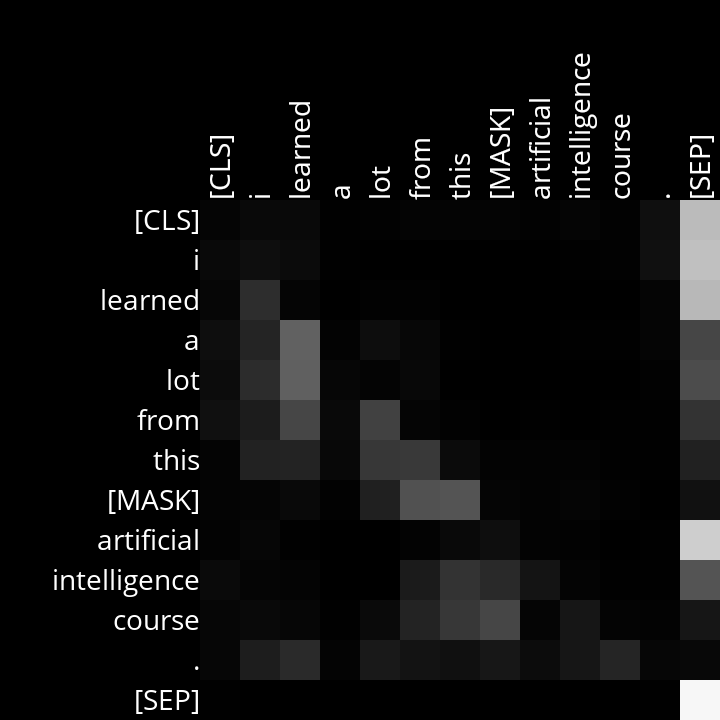 [CLS]
i
learned
a
lot
from
this
[MASK]
artificial
intelligence
course
.
[SEP]
[CLS]
i
learned
a
lot
from
this
[MASK]
artificial
intelligence
course
.
[SEP]